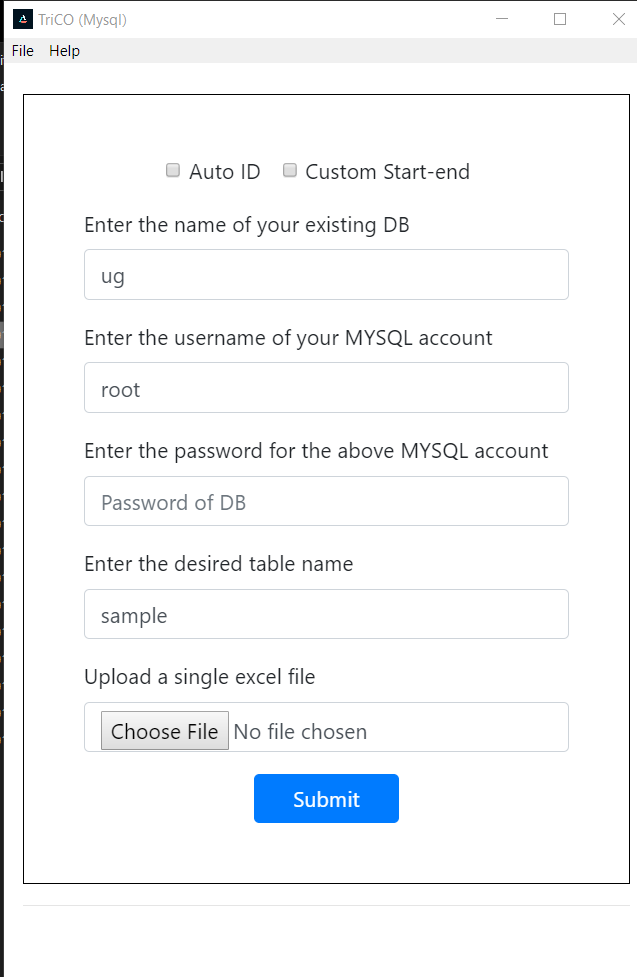 TriCO (Mysql)
File Help
Auto ID Custom Start-end
Enter the name of your existing DB
ug
Enter the username of your MYSQL account
root
Enter the password for the above MYSQL account
Password of DB
Enter the desired table name
sample
Upload a single excel file
Choose File No file chosen
Submit